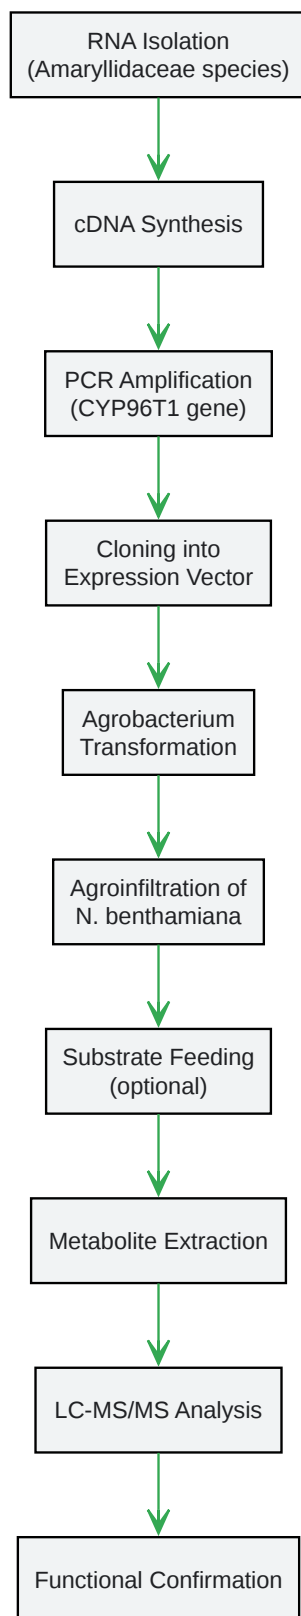 RNA Isolation
(Amaryllidaceae species)
cDNA Synthesis
PCR Amplification
(CYP96T1 gene)
Cloning into
Expression Vector
Agrobacterium
Transformation
Agroinfiltration of
N. benthamiana
Substrate Feeding
(optional)
Metabolite Extraction
LC-MS/MS Analysis
Functional Confirmation